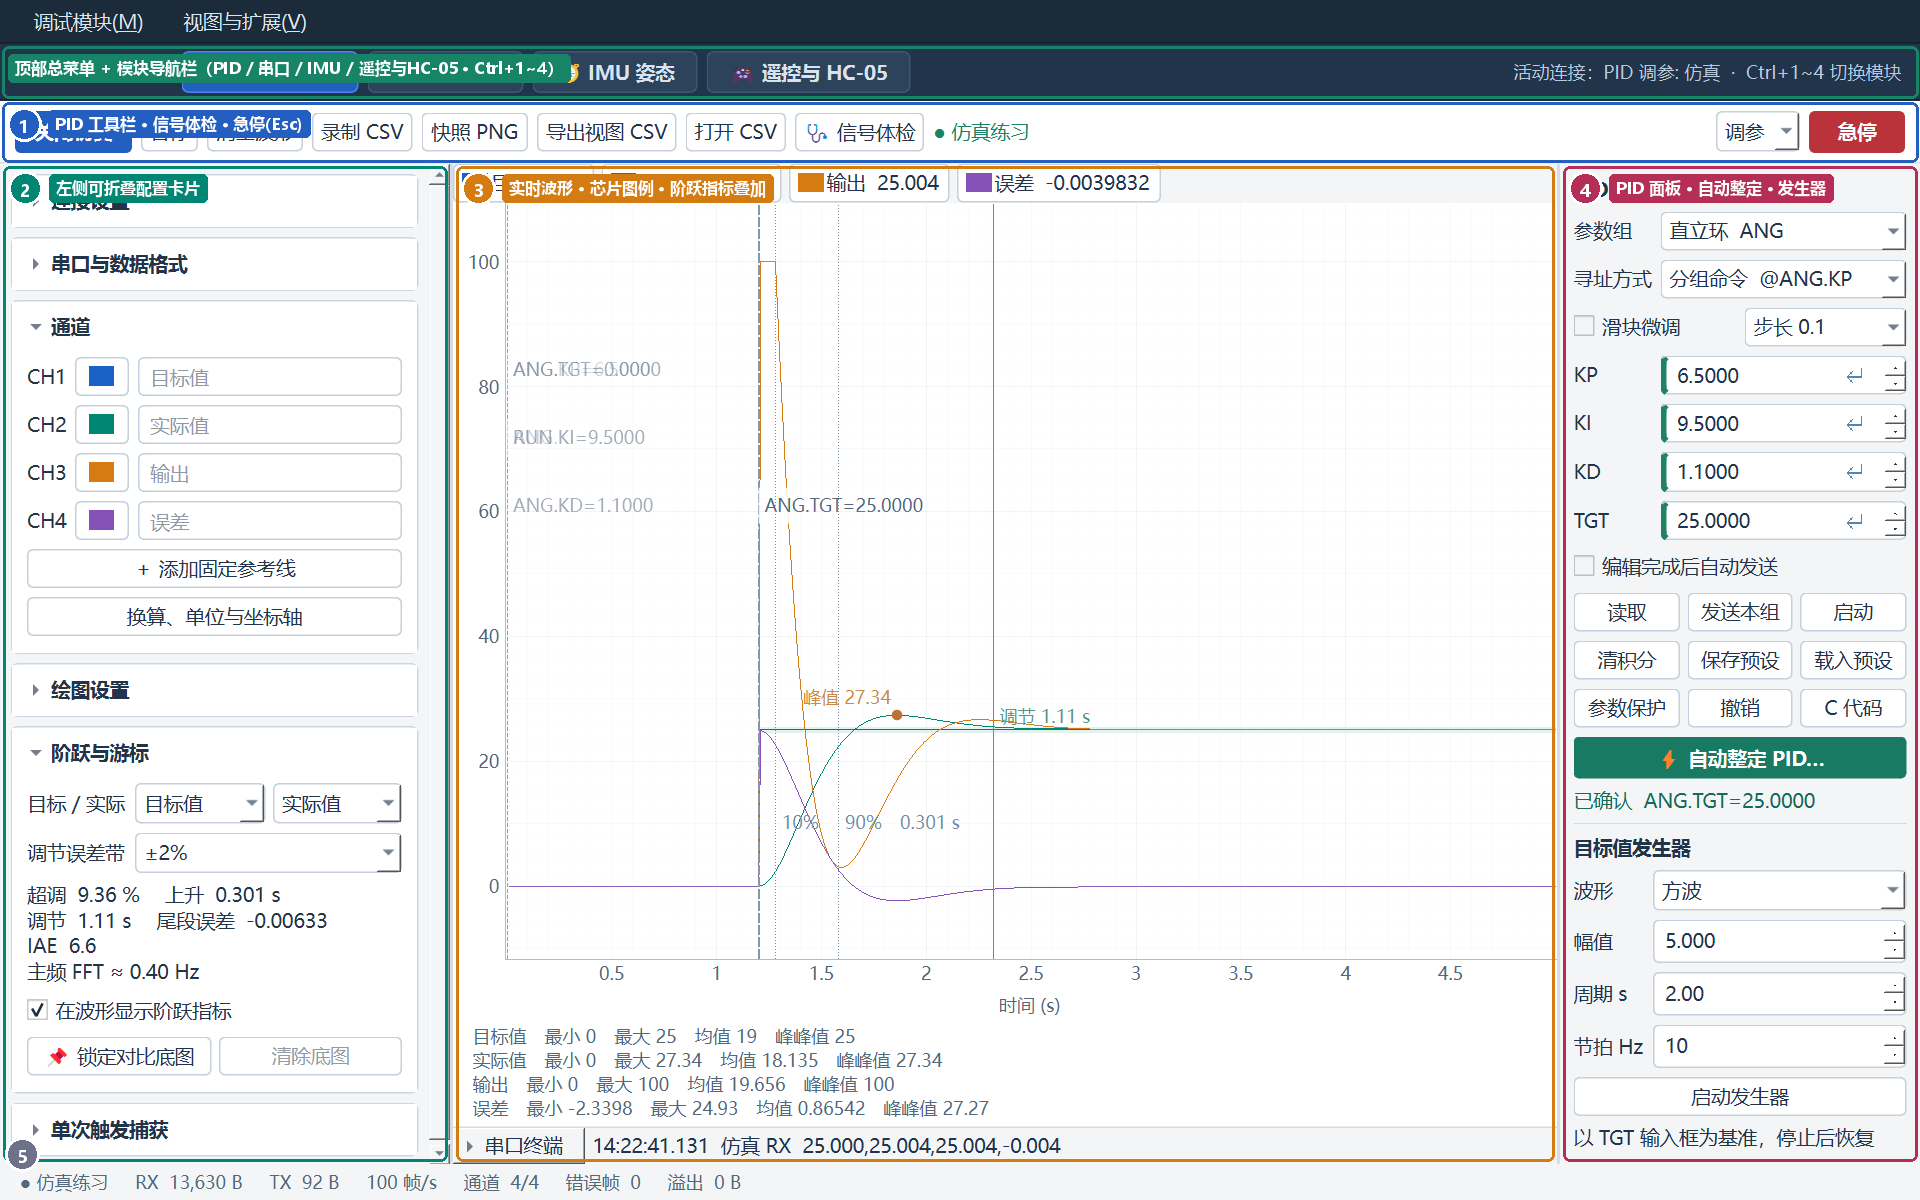 调试模块(M) 视图与扩展(V)
顶部总菜单 + 模块导航栏（PID / 串口 / IMU / 遥控与HC-05 • Ctrl+1~4） IMU 姿态 遥控与 HC-05 活动连接：PID 调参: 仿真 · Ctrl+1~4 切换模块
1 PID 工具栏 • 信号体检 • 急停(Esc) 录制 CSV 快照 PNG 导出视图 CSV 打开 CSV 信号体检 ● 仿真练习 调参 急停
2 左侧可折叠配置卡片
串口与数据格式
通道
CH1 目标值
CH2 实际值
CH3 输出
CH4 误差
+ 添加固定参考线
换算、单位与坐标轴
绘图设置
阶跃与游标
目标 / 实际 目标值 实际值
调节误差带 ±2%
超调 9.36 % 上升 0.301 s
调节 1.11 s 尾段误差 -0.00633
IAE 6.6
主频 FFT ≈ 0.40 Hz
在波形显示阶跃指标
锁定对比底图 清除底图
单次触发捕获
3 实时波形 • 芯片图例 • 阶跃指标叠加 输出 25.004 误差 -0.0039832
100
80
60
40
20
0
ANG.KI=9.5000
ANG.KD=1.1000 ANG.TGT=25.0000
峰值 27.34
调节 1.11 s
10% 90% 0.301 s
0.5 1 1.5 2 2.5 3 3.5 4 4.5
时间 (s)
目标值 最小 0 最大 25 均值 19 峰峰值 25
实际值 最小 0 最大 27.34 均值 18.135 峰峰值 27.34
输出 最小 0 最大 100 均值 19.656 峰峰值 100
误差 最小 -2.3398 最大 24.93 均值 0.86542 峰峰值 27.27
串口终端 14:22:41.131 仿真 RX 25.000,25.004,25.004,-0.004
4 PID 面板 • 自动整定 • 发生器
参数组 直立环 ANG
寻址方式 分组命令 @ANG.KP
滑块微调 步长 0.1
KP 6.5000
KI 9.5000
KD 1.1000
TGT 25.0000
编辑完成后自动发送
读取 发送本组 启动
清积分 保存预设 载入预设
参数保护 撤销 C 代码
自动整定 PID...
已确认 ANG.TGT=25.0000
目标值发生器
波形 方波
幅值 5.000
周期 s 2.00
节拍 Hz 10
启动发生器
以 TGT 输入框为基准，停止后恢复
5
● 仿真练习 RX 13,630 B TX 92 B 100 帧/s 通道 4/4 错误帧 0 溢出 0 B